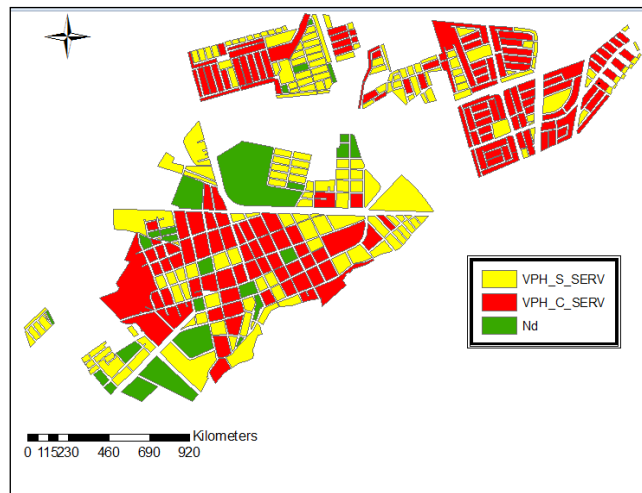 VPH_S_SERV
VPH_C_SERV
Nd
Kilometers
0 115230 460 690 920